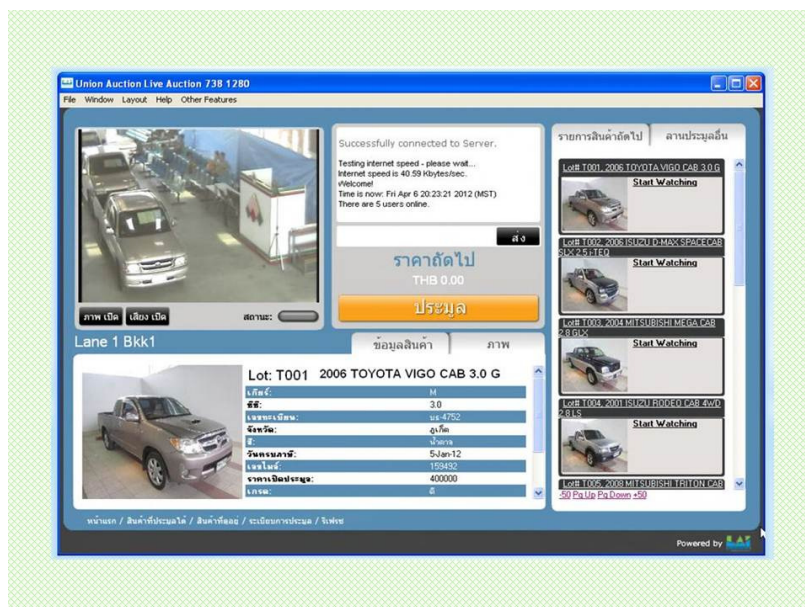 Union Auction Live Auction 738 1280
File Window Layout Help Other Features
Successfully connected to Server.
Testing internet speed - please wait...
Internet speed is 40.59 Kbytes/sec.
Welcome!
Time is now: Fri Apr 6 20:23:21 2012 (MST)
There are 5 users online.
ส่ง
ราคาถัดไป
THB 0.00
ประมูล
ภาพ เปิด เสียง เปิด สถานะ:
Lane 1 Bkk1
ข้อมูลสินค้า ภาพ
Lot: T001 2006 TOYOTA VIGO CAB 3.0 G
เกียร์: M
ซีซี: 3.0
เลขทะเบียน: บธ-4752
จังหวัด: ภูเก็ต
สี: น้ำตาล
วันครบภาษี: 5-Jan-12
เลขไมล์: 159492
ราคาเปิดประมูล: 400000
เกรด: ดี
รายการสินค้าถัดไป ลานประมูลอื่น
Lot# T001, 2006 TOYOTA VIGO CAB 3.0 G
Start Watching
Lot# T002, 2006 ISUZU D-MAX SPACECAB
SLX 2.5 i-TEQ
Start Watching
Lot# T003, 2004 MITSUBISHI MEGA CAB
2.8 GLX
Start Watching
Lot# T004, 2001 ISUZU RODEO CAB 4WD
2.8 LS
Start Watching
Lot# T005, 2008 MITSUBISHI TRITON CAB
-50 Pg Up Pg Down +50
หน้าแรก / สินค้าที่ประมูลได้ / สินค้าที่ดูอยู่ / ระเบียบการประมูล / รีเฟรช
Powered by